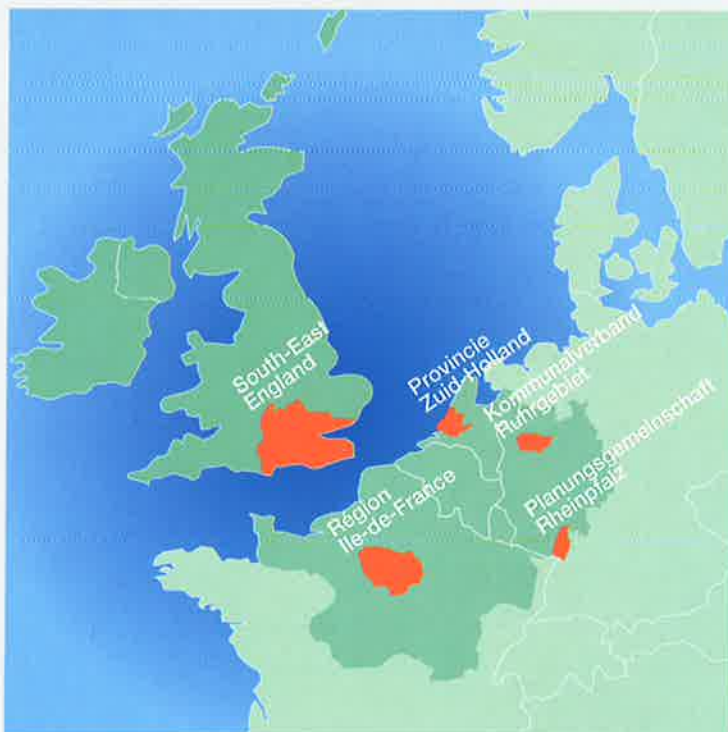 South-East
England
Provincie
Zuid-Holland
Kommunalverband
Ruhrgebiet
Planungsgemeinschaft
Rheinpfalz
Région
Ile-de-France